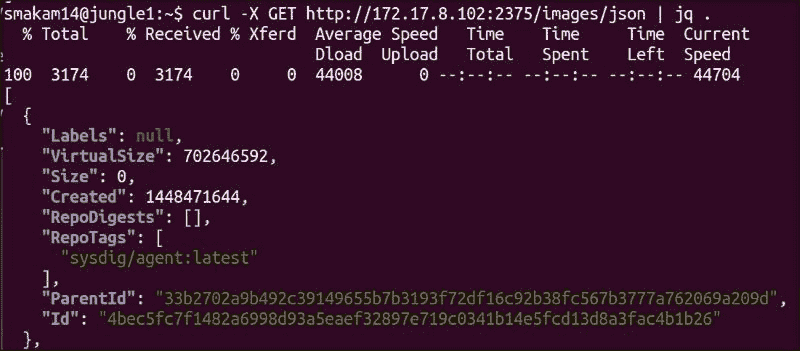 smakam14@jungle1:~$ curl -X GET http://172.17.8.102:2375/images/json | jq .
  % Total    % Received % Xferd  Average Speed   Time    Time     Time  Current
                                 Dload  Upload   Total   Spent    Left  Speed
100  3174    0  3174    0     0  44008      0 --:--:-- --:--:-- --:--:-- 44704
[
  {
    "Labels": null,
    "VirtualSize": 702646592,
    "Size": 0,
    "Created": 1448471644,
    "RepoDigests": [],
    "RepoTags": [
      "sysdig/agent:latest"
    ],
    "ParentId": "33b2702a9b492c39149655b7b3193f72df16c92b38fc567b3777a762069a209d",
    "Id": "4bec5fc7f1482a6998d93a5eaef32897e719c0341b14e5fcd13d8a3fac4b1b26"
  },